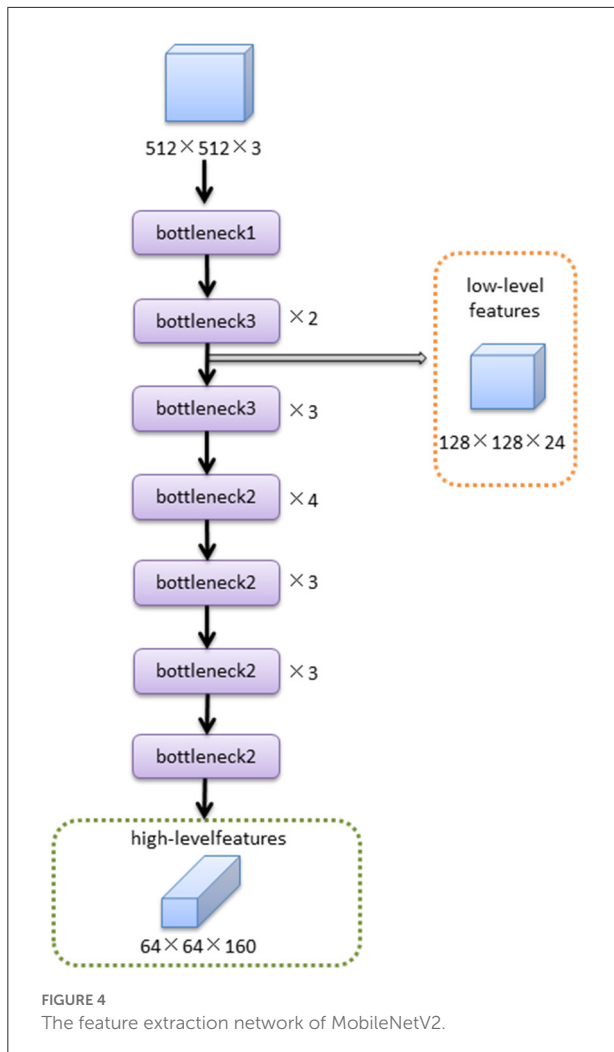 512×512×3
bottleneck1
bottleneck3 ×2
low-level
features
128×128×24
bottleneck3 ×3
bottleneck2 ×4
bottleneck2 ×3
bottleneck2 ×3
bottleneck2
high-levelfeatures
64×64×160
FIGURE 4
The feature extraction network of MobileNetV2.